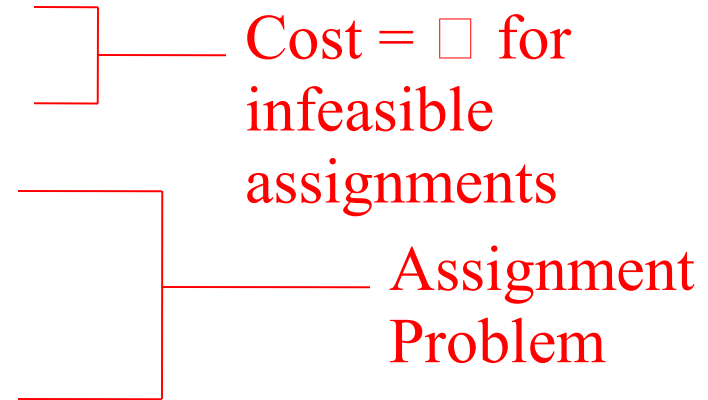 Cost = □ for
infeasible
assignments
Assignment
Problem